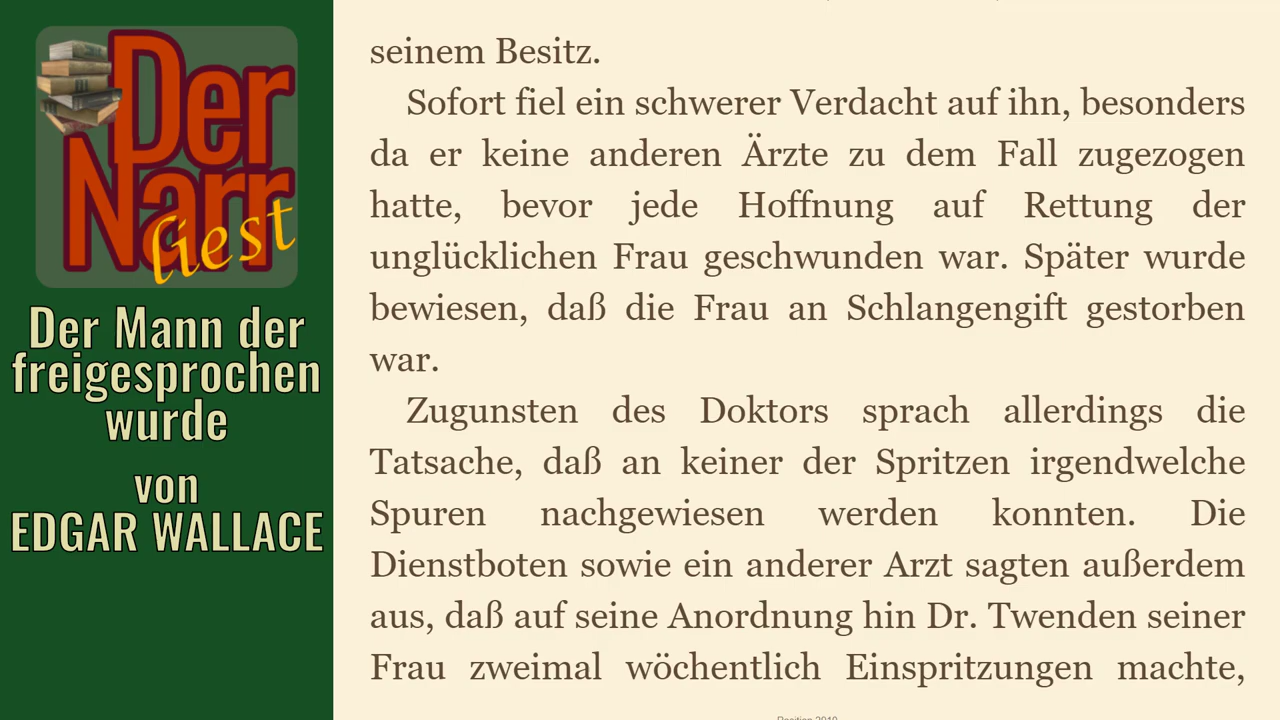 Der
Narr
liest
Der Mann der
freigesprochen
wurde
von
EDGAR WALLACE
seinem Besitz.
Sofort fiel ein schwerer Verdacht auf ihn, besonders
da er keine anderen Ärzte zu dem Fall zugezogen
hatte, bevor jede Hoffnung auf Rettung der
unglücklichen Frau geschwunden war. Später wurde
bewiesen, daß die Frau an Schlangengift gestorben
war.
Zugunsten des Doktors sprach allerdings die
Tatsache, daß an keiner der Spritzen irgendwelche
Spuren nachgewiesen werden konnten. Die
Dienstboten sowie ein anderer Arzt sagten außerdem
aus, daß auf seine Anordnung hin Dr. Twenden seiner
Frau zweimal wöchentlich Einspritzungen machte,